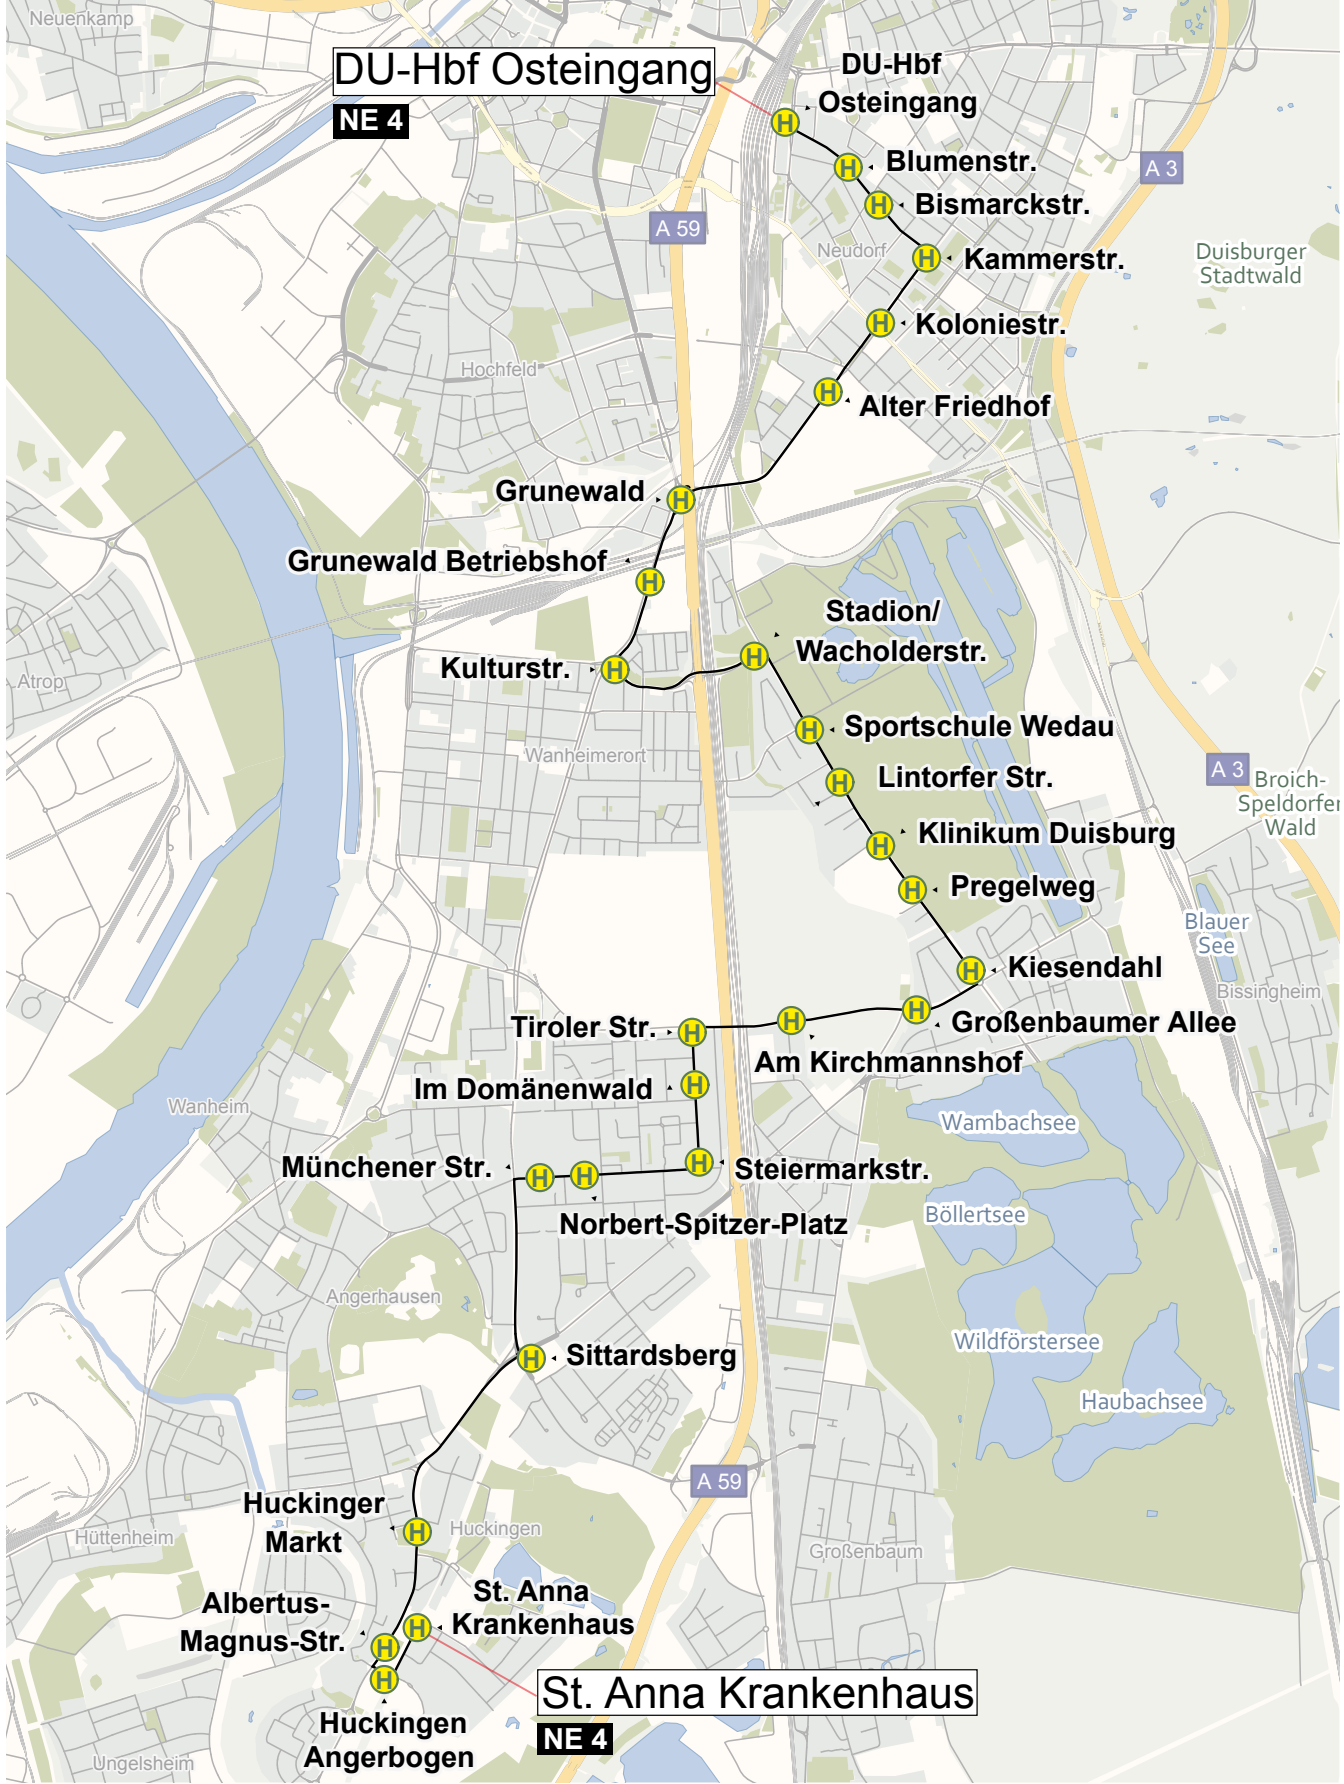 Neuenkamp
DU-Hbf Osteingang
NE 4
DU-Hbf
Osteingang
H
H
Blumenstr.
A 3
H
Bismarckstr.
A 59
Neudorf
H
Kammerstr.
Duisburger
Stadtwald
H
Koloniestr.
Hochfeld
H
Alter Friedhof
Grunewald
H
Grunewald Betriebshof
H
Stadion/
Wacholderstr.
H
Kulturstr.
H
Atrop
H
Sportschule Wedau
Wanheimerort
H
Lintorfer Str.
A 3
Broich-
Speldorfer
Wald
H
Klinikum Duisburg
H
Pregelweg
Blauer
See
H
Kiesendahl
Bissingheim
H
Großenbaumer Allee
Tiroler Str.
H
H
Am Kirchmannshof
Im Domänenwald
H
Wanheim
Wambachsee
Münchener Str.
H
H
H
Steiermarkstr.
Norbert-Spitzer-Platz
Böllertsee
Angerhausen
Wildförstersee
H
Sittardsberg
Haubachsee
A 59
Huckinger
Markt
H
Huckingen
Hüttenheim
Großenbaum
St. Anna
Krankenhaus
H
Albertus-
Magnus-Str.
H
H
St. Anna Krankenhaus
NE 4
Huckingen
Angerbogen
Ungelsheim